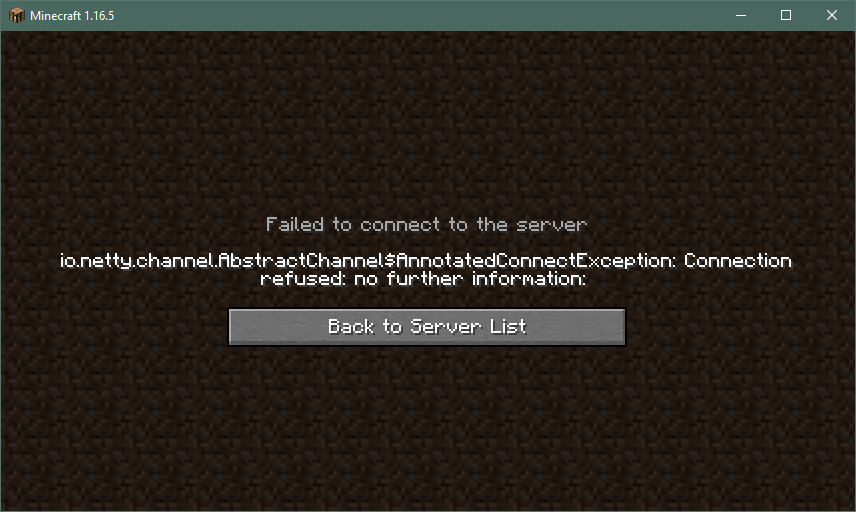 Minecraft 1.16.5
Failed to connect to the server
io.netty.channel.AbstractChannel$AnnotatedConnectException: Connection
refused: no further information:
Back to Server List